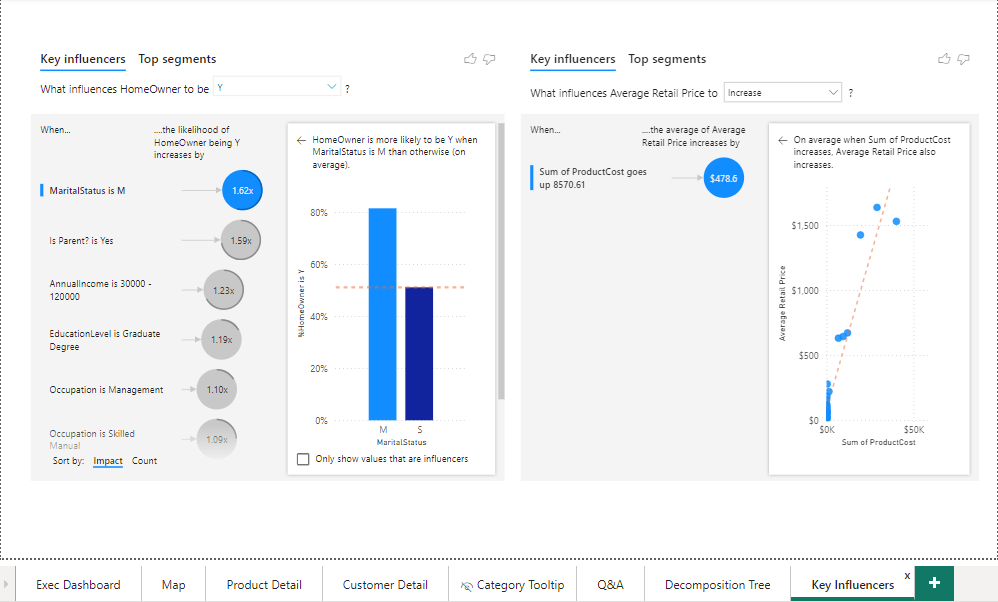 Key influencers Top segments
What influences HomeOwner to be Y ?
When...
....the likelihood of
HomeOwner being Y
increases by
MaritalStatus is M
1.62x
Is Parent? is Yes
1.59x
AnnualIncome is 30000 -
120000
1.23x
EducationLevel is Graduate
Degree
1.19x
Occupation is Management
1.10x
Occupation is Skilled
Manual
1.09x
Sort by: Impact Count
HomeOwner is more likely to be Y when
MaritalStatus is M than otherwise (on
average).
80%
60%
40%
20%
0%
%HomeOwner is Y
M S
MaritalStatus
Only show values that are influencers
Key influencers Top segments
What influences Average Retail Price to Increase ?
When...
....the average of Average
Retail Price increases by
Sum of ProductCost goes
up 8570.61
$478.6
On average when Sum of ProductCost
increases, Average Retail Price also
increases.
$1,500
$1,000
$500
$0
Average Retail Price
$0K $50K
Sum of ProductCost
Exec Dashboard Map Product Detail Customer Detail Category Tooltip Q&A Decomposition Tree Key Influencers x +